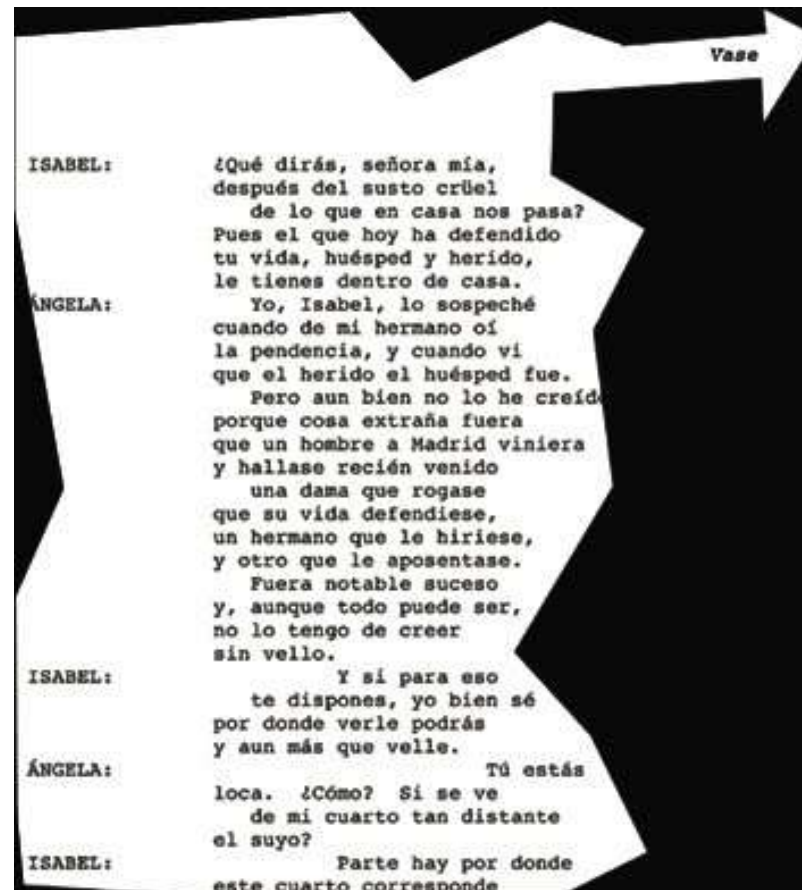 Vase
ISABEL: ¿Qué dirás, señora mía,
después del susto crüel
de lo que en casa nos pasa?
Pues el que hoy ha defendido
tu vida, huésped y herido,
le tienes dentro de casa.
ÁNGELA: Yo, Isabel, lo sospeché
cuando de mi hermano oí
la pendencia, y cuando vi
que el herido el huésped fue.
Pero aun bien no lo he creído
porque cosa extraña fuera
que un hombre a Madrid viniera
y hallase recién venido
una dama que rogase
que su vida defendiese,
un hermano que le hiriese,
y otro que le aposentase.
Fuera notable suceso
y, aunque todo puede ser,
no lo tengo de creer
sin vello.
ISABEL: Y si para eso
te dispones, yo bien sé
por donde verle podrás
y aun más que velle.
ÁNGELA: Tú estás
loca. ¿Cómo? Si se ve
de mi cuarto tan distante
el suyo?
ISABEL: Parte hay por donde
este cuarto corresponde